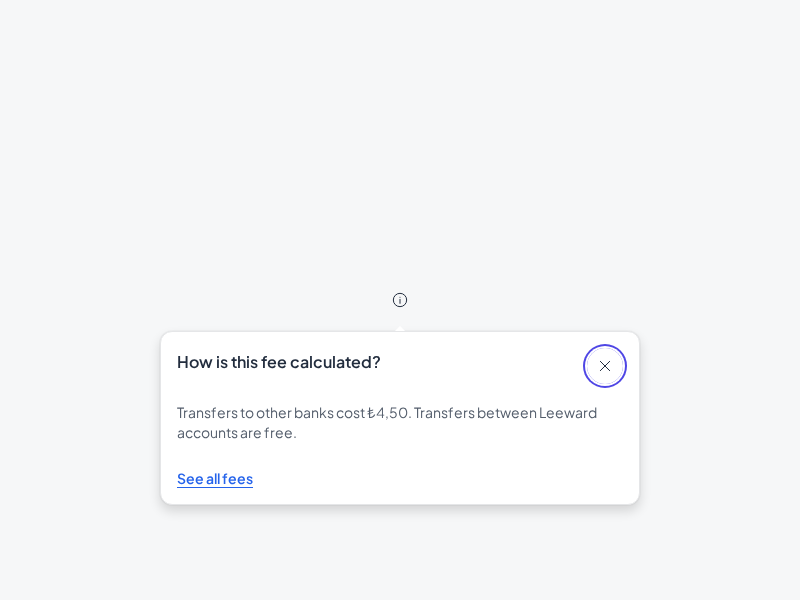 How is this fee calculated?
Transfers to other banks cost ₺4,50. Transfers between Leeward
accounts are free.
See all fees